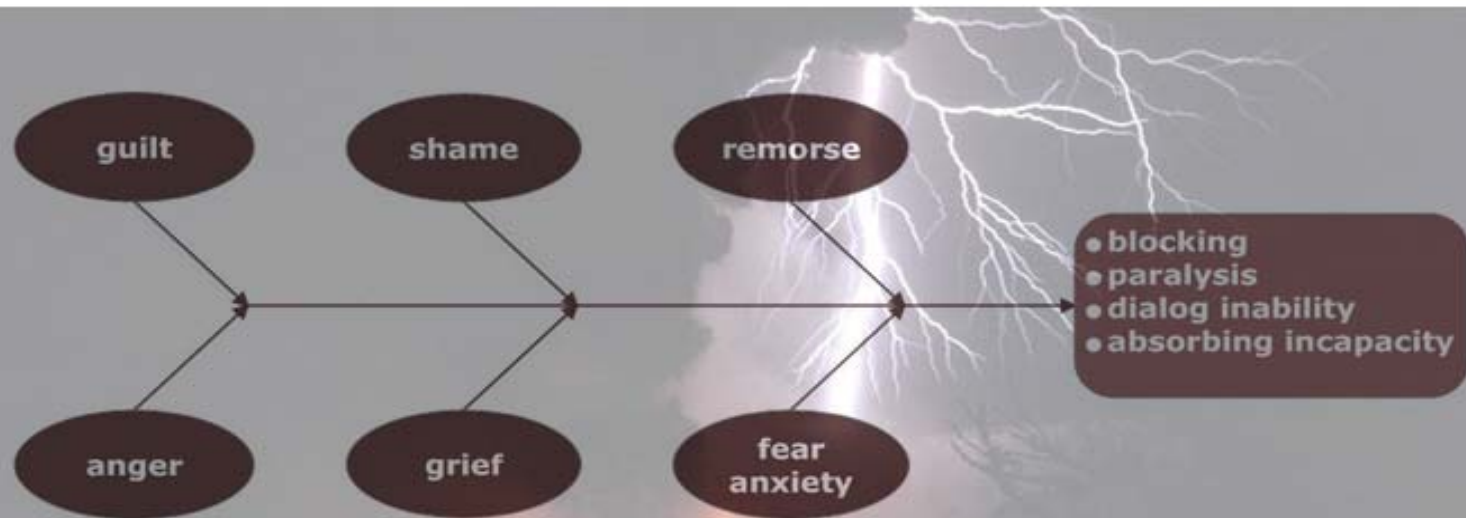 guilt
shame
remorse
• blocking
• paralysis
• dialog inability
• absorbing incapacity
anger
grief
fear
anxiety